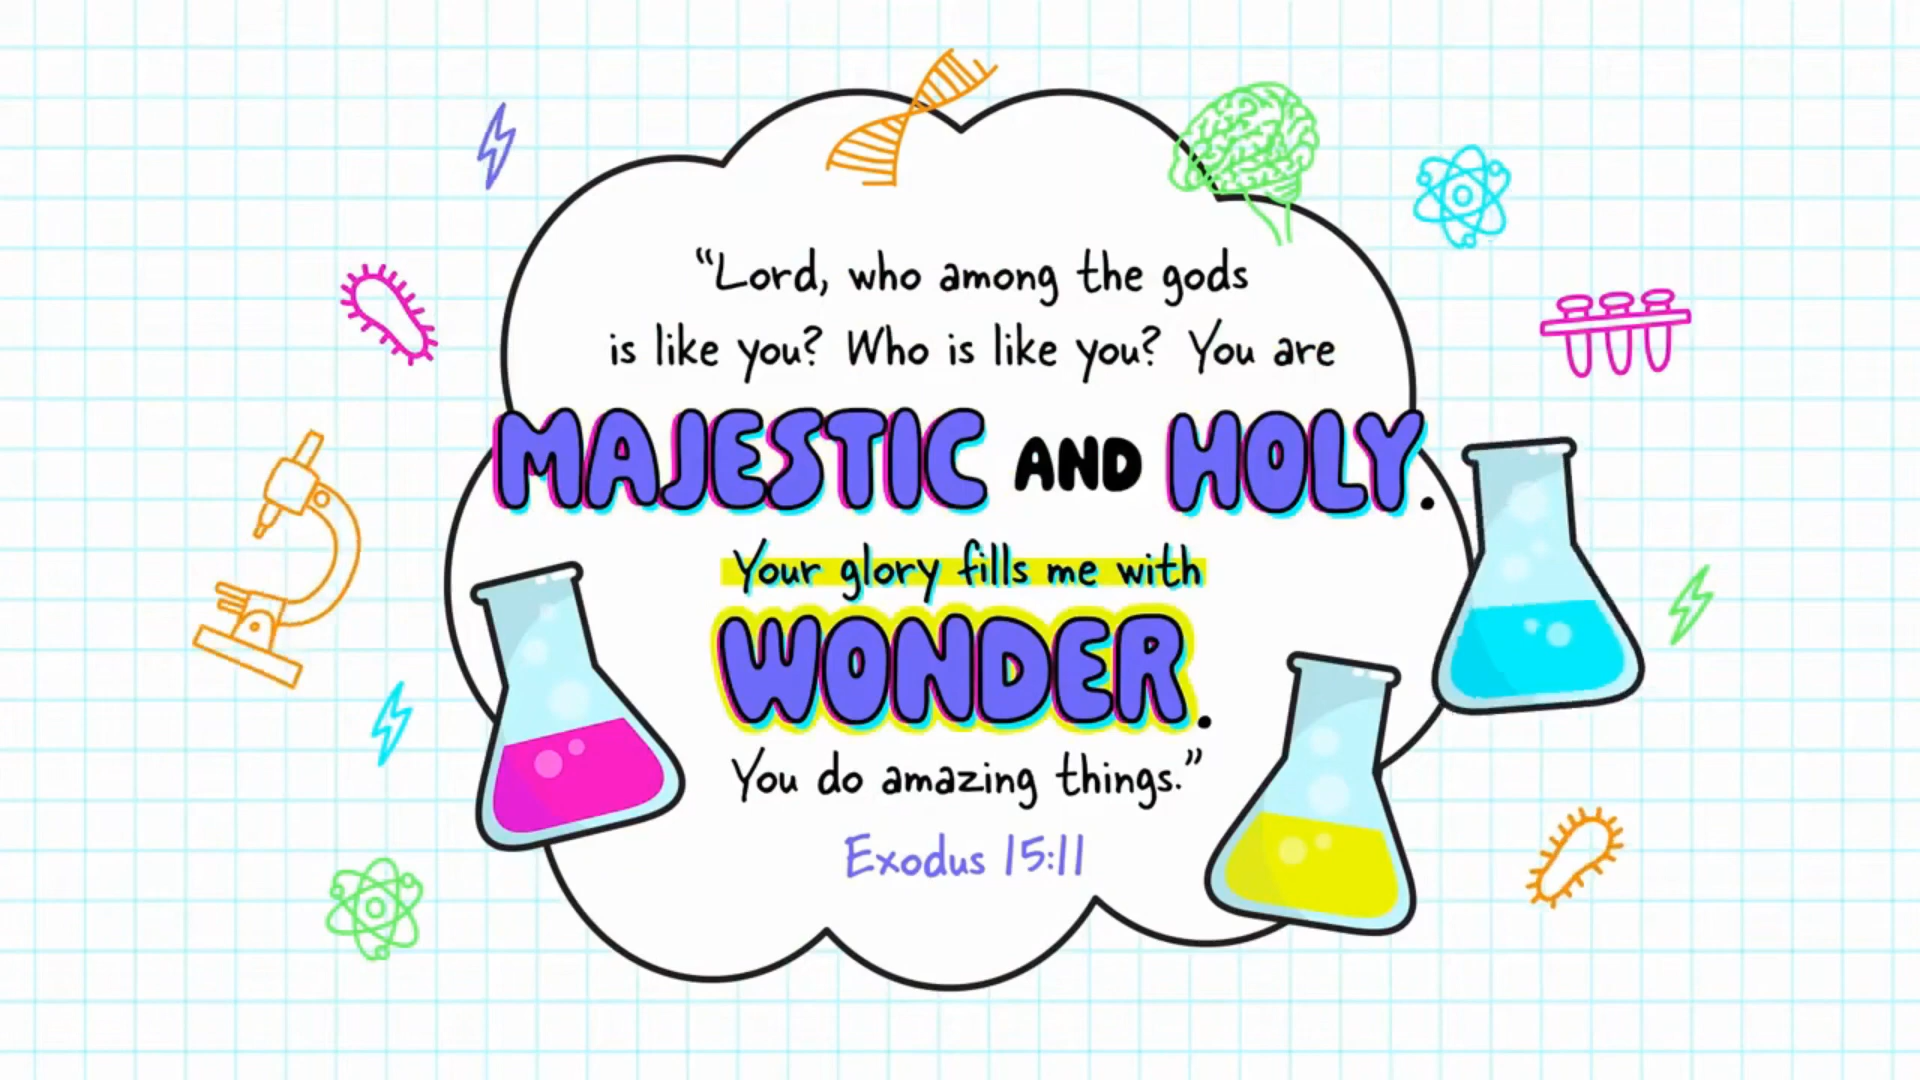 “Lord, who among the gods
is like you? Who is like you? You are
MAJESTIC AND HOLY.
Your glory fills me with
WONDER.
You do amazing things.”
Exodus 15:11